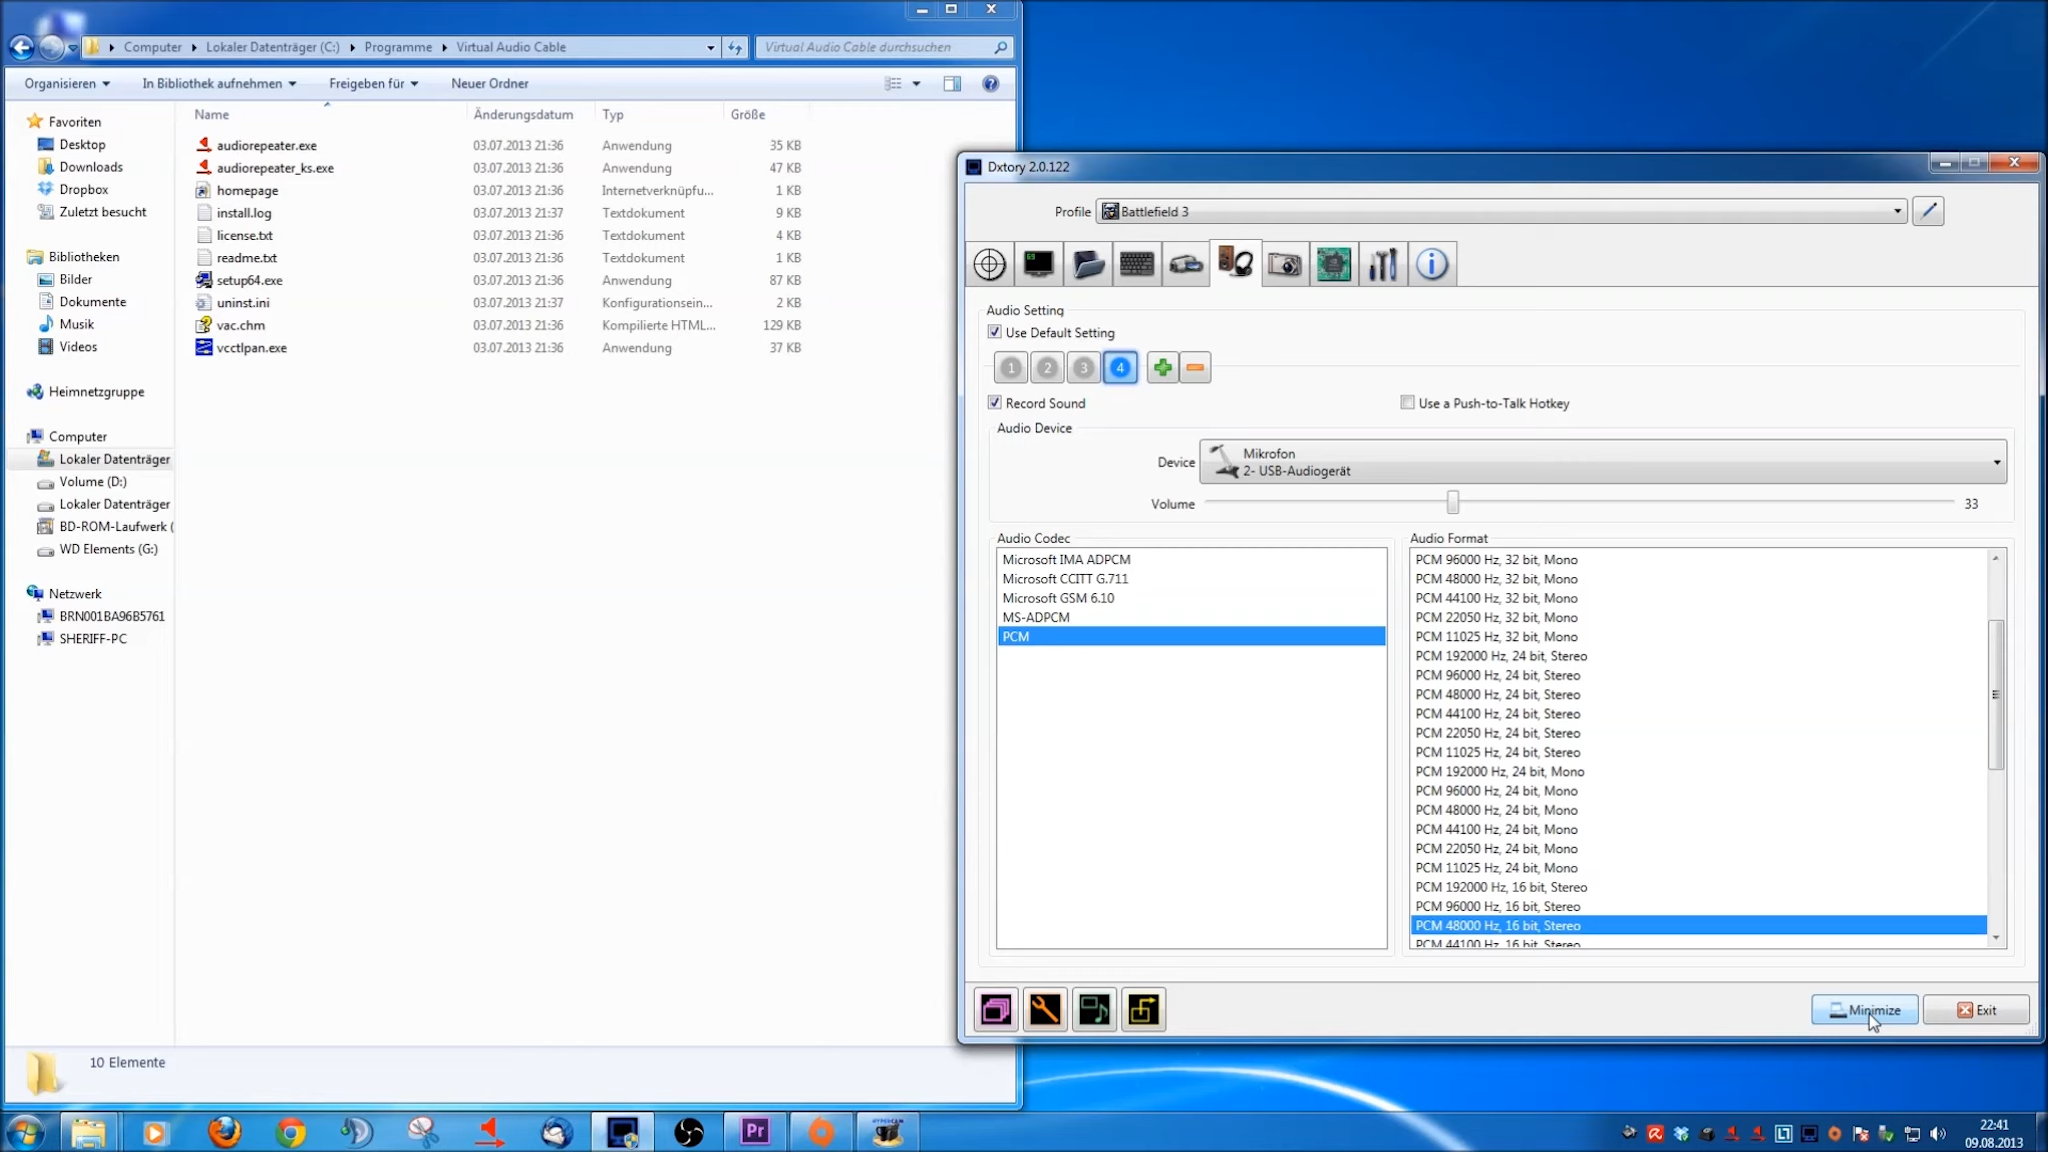 Computer ▸ Lokaler Datenträger (C:) ▸ Programme ▸ Virtual Audio Cable
Virtual Audio Cable durchsuchen
Organisieren
In Bibliothek aufnehmen
Freigeben für
Neuer Ordner
Name Änderungsdatum Typ Größe
audiorepeater.exe 03.07.2013 21:36 Anwendung 35 KB
audiorepeater_ks.exe 03.07.2013 21:36 Anwendung 47 KB
homepage 03.07.2013 21:36 Internetverknüpfu... 1 KB
install.log 03.07.2013 21:37 Textdokument 9 KB
license.txt 03.07.2013 21:36 Textdokument 4 KB
readme.txt 03.07.2013 21:36 Textdokument 1 KB
setup64.exe 03.07.2013 21:36 Anwendung 87 KB
uninst.ini 03.07.2013 21:37 Konfigurationsein... 2 KB
vac.chm 03.07.2013 21:36 Kompilierte HTML... 129 KB
vcctlpan.exe 03.07.2013 21:36 Anwendung 37 KB
Favoriten
Desktop
Downloads
Dropbox
Zuletzt besucht
Bibliotheken
Bilder
Dokumente
Musik
Videos
Heimnetzgruppe
Computer
Lokaler Datenträger
Volume (D:)
Lokaler Datenträger
BD-ROM-Laufwerk (
WD Elements (G:)
Netzwerk
BRN001BA96B5761
SHERIFF-PC
10 Elemente
Dxtory 2.0.122
Profile Battlefield 3
69
Audio Setting
Use Default Setting
1 2 3 4
Record Sound
Use a Push-to-Talk Hotkey
Audio Device
Device
Mikrofon
2- USB-Audiogerät
Volume 33
Audio Codec
Microsoft IMA ADPCM
Microsoft CCITT G.711
Microsoft GSM 6.10
MS-ADPCM
PCM
Audio Format
PCM 96000 Hz, 32 bit, Mono
PCM 48000 Hz, 32 bit, Mono
PCM 44100 Hz, 32 bit, Mono
PCM 22050 Hz, 32 bit, Mono
PCM 11025 Hz, 32 bit, Mono
PCM 192000 Hz, 24 bit, Stereo
PCM 96000 Hz, 24 bit, Stereo
PCM 48000 Hz, 24 bit, Stereo
PCM 44100 Hz, 24 bit, Stereo
PCM 22050 Hz, 24 bit, Stereo
PCM 11025 Hz, 24 bit, Stereo
PCM 192000 Hz, 24 bit, Mono
PCM 96000 Hz, 24 bit, Mono
PCM 48000 Hz, 24 bit, Mono
PCM 44100 Hz, 24 bit, Mono
PCM 22050 Hz, 24 bit, Mono
PCM 11025 Hz, 24 bit, Mono
PCM 192000 Hz, 16 bit, Stereo
PCM 96000 Hz, 16 bit, Stereo
PCM 48000 Hz, 16 bit, Stereo
PCM 44100 Hz, 16 bit, Stereo
Minimize
Exit
Pr
HYPERCAM
22:41
09.08.2013